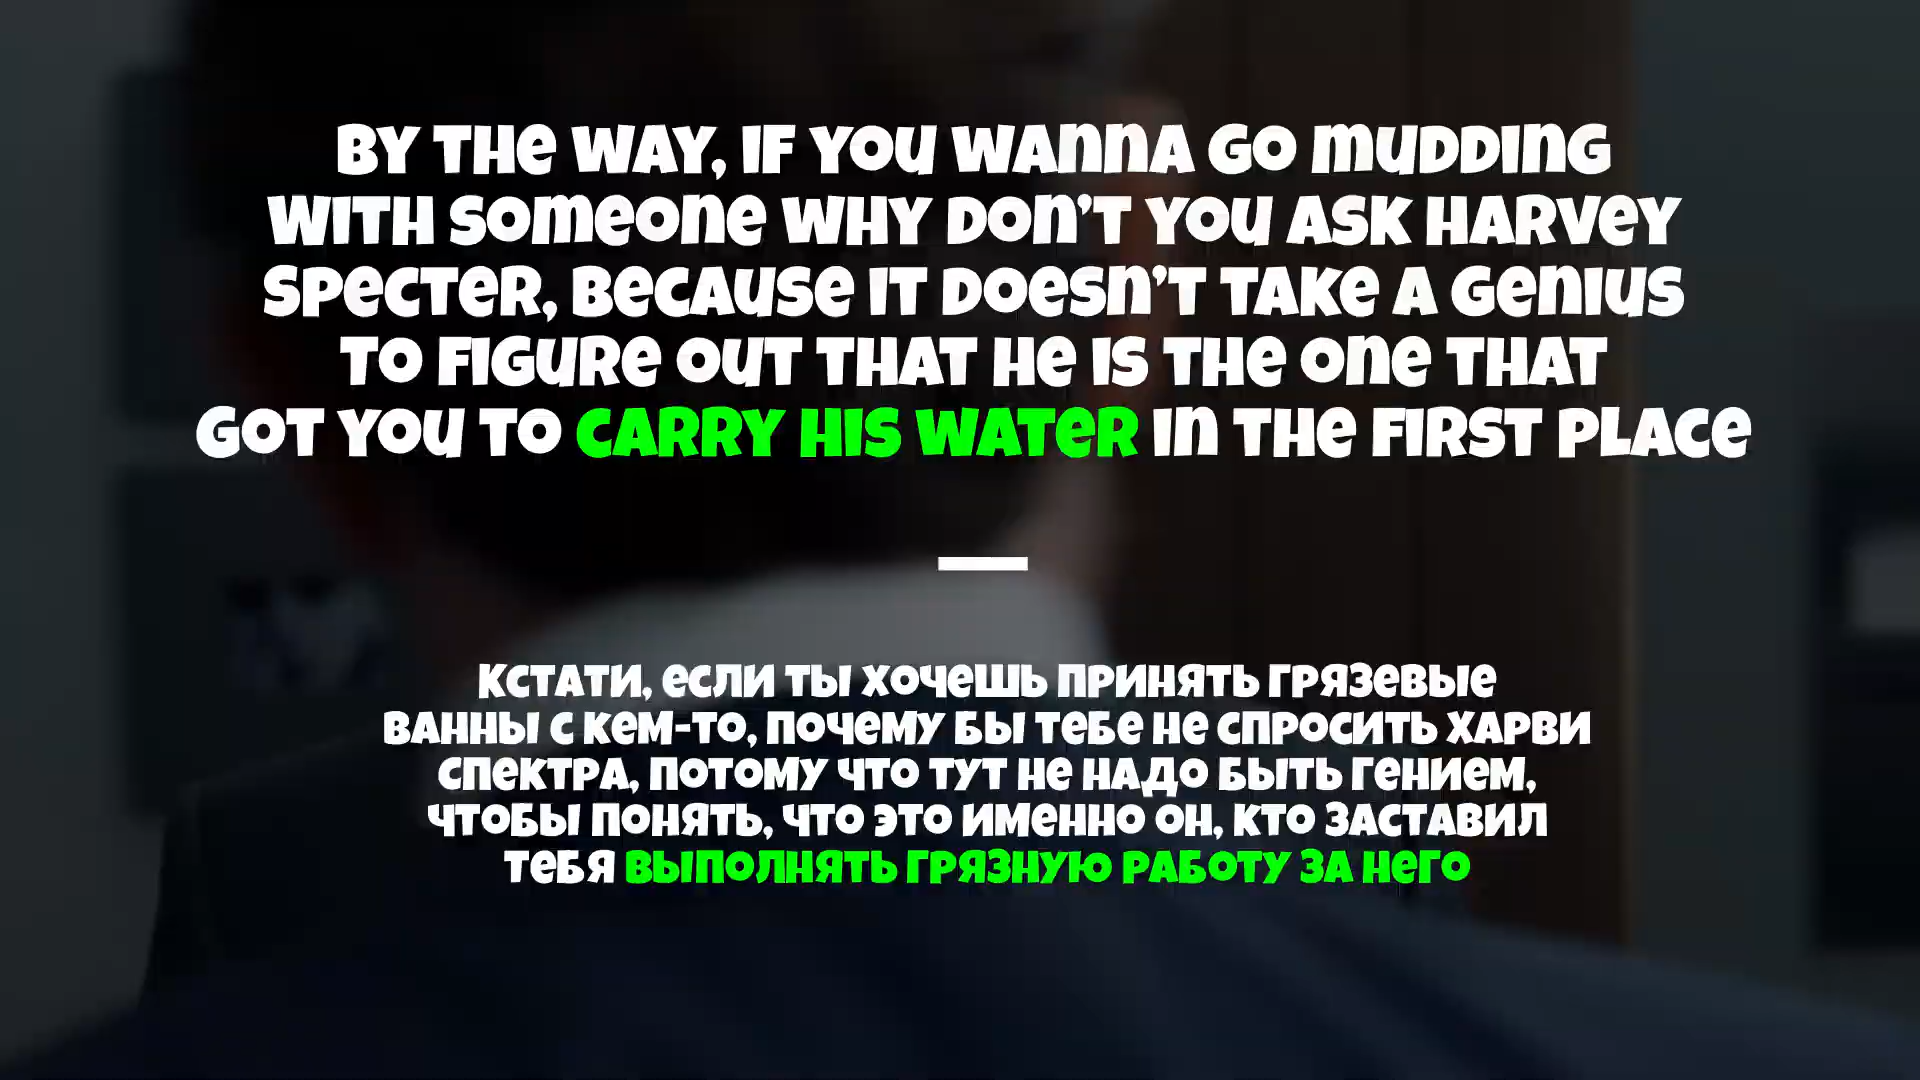 BY THE WAY, IF YOU WANNA GO MUDDING
WITH SOMEONE WHY DON'T YOU ASK HARVEY
SPECTER, BECAUSE IT DOESN'T TAKE A GENIUS
TO FIGURE OUT THAT HE IS THE ONE THAT
GOT YOU TO CARRY HIS WATER IN THE FIRST PLACE
—
КСТАТИ, ЕСЛИ ТЫ ХОЧЕШЬ ПРИНЯТЬ ГРЯЗЕВЫЕ
ВАННЫ С КЕМ-ТО, ПОЧЕМУ БЫ ТЕБЕ НЕ СПРОСИТЬ ХАРВИ
СПЕКТРА, ПОТОМУ ЧТО ТУТ НЕ НАДО БЫТЬ ГЕНИЕМ,
ЧТОБЫ ПОНЯТЬ, ЧТО ЭТО ИМЕННО ОН, КТО ЗАСТАВИЛ
ТЕБЯ ВЫПОЛНЯТЬ ГРЯЗНУЮ РАБОТУ ЗА НЕГО